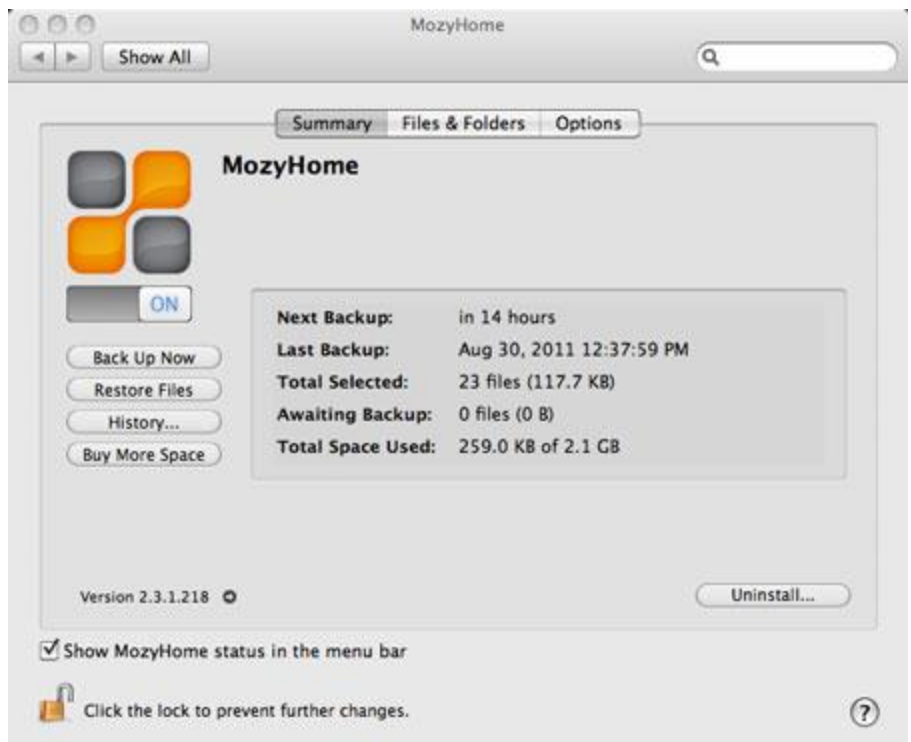 MozyHome
Show All
Summary Files & Folders Options
MozyHome
ON
Next Backup: in 14 hours
Back Up Now
Last Backup: Aug 30, 2011 12:37:59 PM
Restore Files
Total Selected: 23 files (117.7 KB)
History...
Awaiting Backup: 0 files (0 B)
Buy More Space
Total Space Used: 259.0 KB of 2.1 GB
Version 2.3.1.218
Uninstall...
Show MozyHome status in the menu bar
Click the lock to prevent further changes.
?